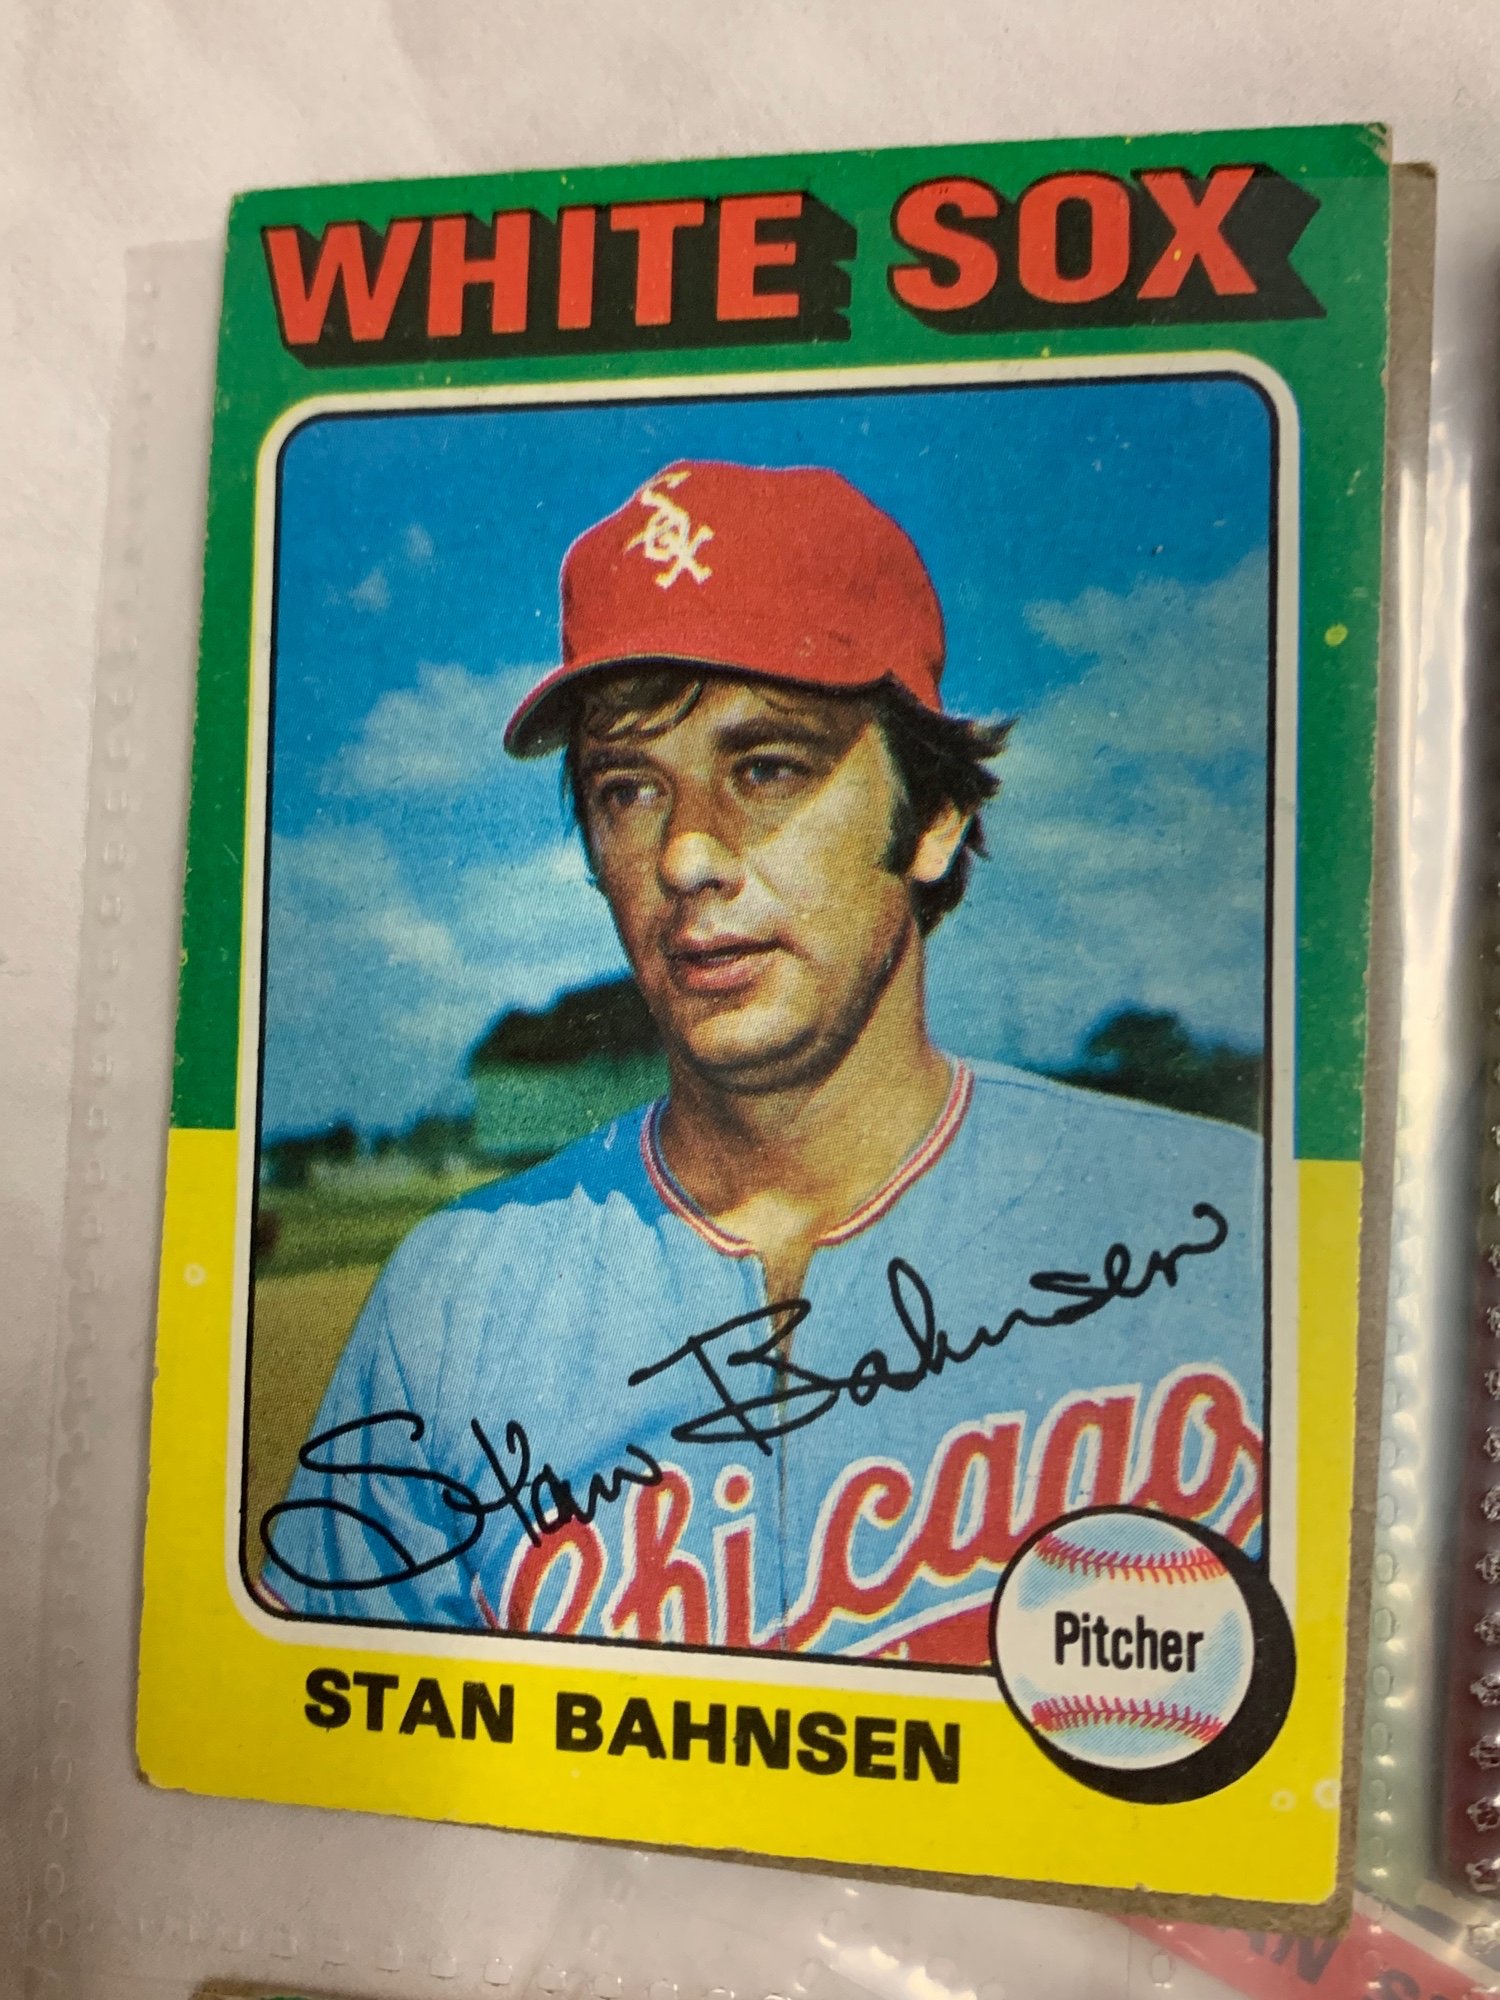 WHITE SOX
SOX
Stan Bahnsen
Chicago
Pitcher
STAN BAHNSEN